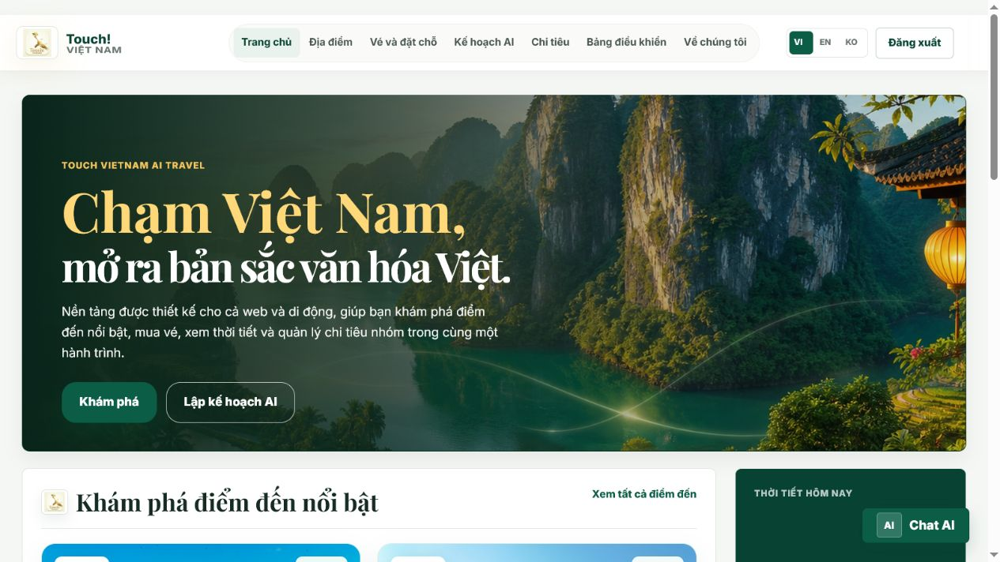 Touch!
VIỆT NAM
Trang chủ
Địa điểm
Vé và đặt chỗ
Kế hoạch AI
Chi tiêu
Bảng điều khiển
Về chúng tôi
VI
EN
KO
Đăng xuất
TOUCH VIETNAM AI TRAVEL
Chạm Việt Nam,
mở ra bản sắc văn hóa Việt.
Nền tảng được thiết kế cho cả web và di động, giúp bạn khám phá điểm
đến nổi bật, mua vé, xem thời tiết và quản lý chi tiêu nhóm trong cùng một
hành trình.
Khám phá
Lập kế hoạch AI
Khám phá điểm đến nổi bật
Xem tất cả điểm đến
THỜI TIẾT HÔM NAY
AI
Chat AI